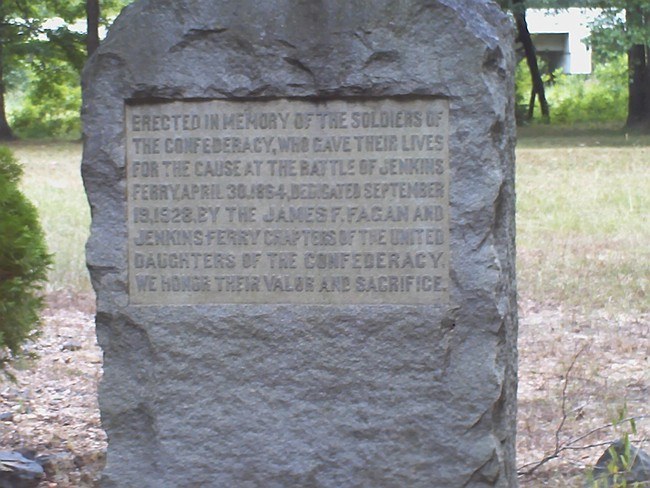 ERECTED IN MEMORY OF THE SOLDIERS OF
THE CONFEDERACY, WHO GAVE THEIR LIVES
FOR THE CAUSE AT THE BATTLE OF JENKINS
FERRY, APRIL 30, 1864, DEDICATED SEPTEMBER
19, 1928, BY THE JAMES F. FAGAN AND
JENKINS FERRY CHAPTERS OF THE UNITED
DAUGHTERS OF THE CONFEDERACY.
WE HONOR THEIR VALOR AND SACRIFICE.